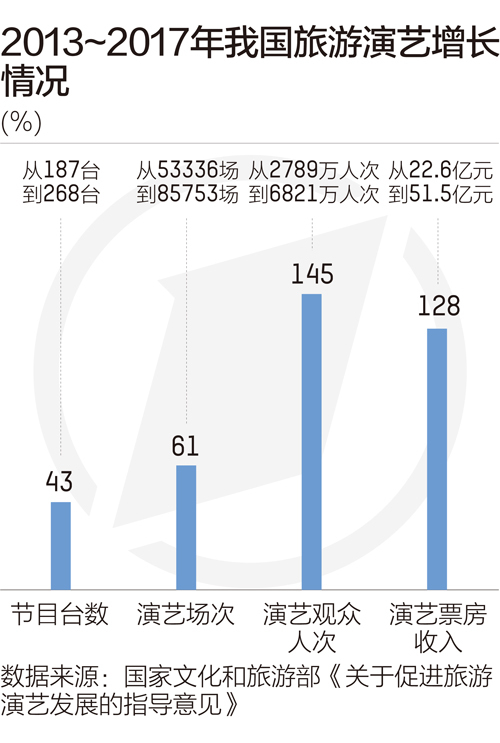 2013~2017年我国旅游演艺增长
情况
(%)
从187台 从53336场 从2789万人次 从22.6亿元
到268台 到85753场 到6821万人次 到51.5亿元
145
128
61
43
节目台数 演艺场次 演艺观众 演艺票房
人次 收入
数据来源：国家文化和旅游部《关于促进旅游
演艺发展的指导意见》